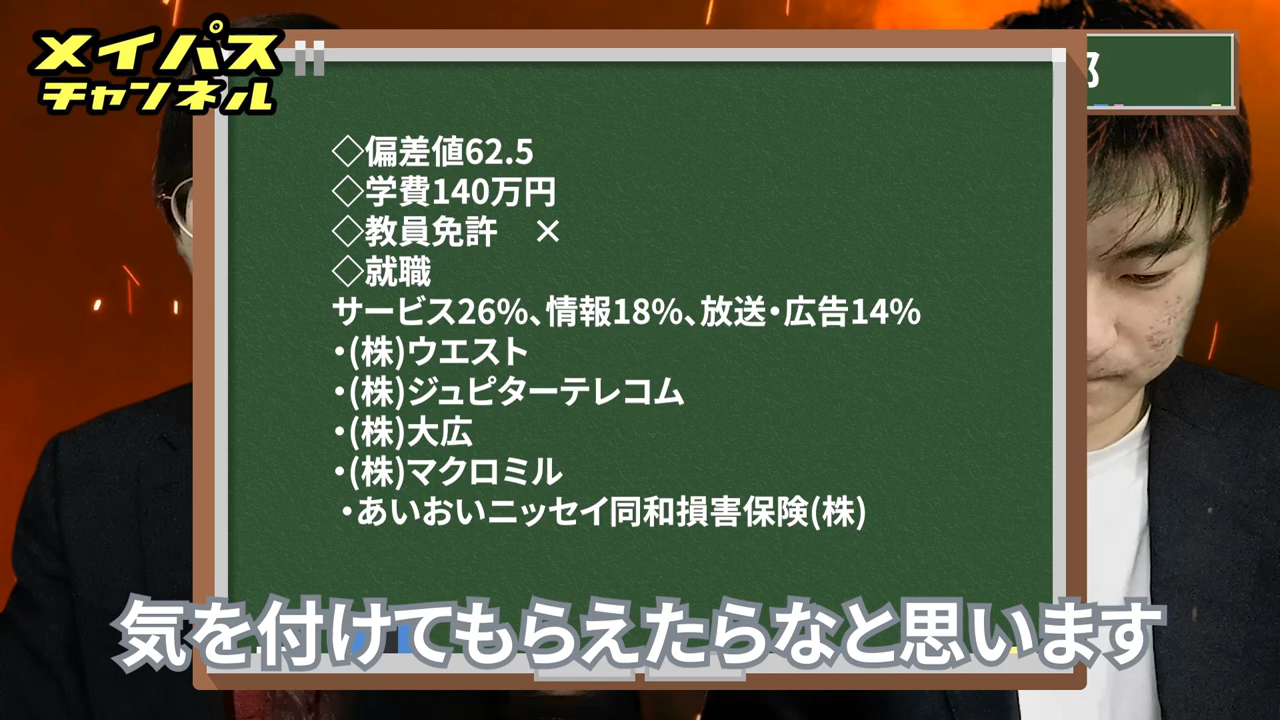 メイパス
チャンネル
◇偏差値62.5
◇学費140万円
◇教員免許　×
◇就職
サービス26%、情報18%、放送・広告14%
・(株)ウエスト
・(株)ジュピターテレコム
・(株)大広
・(株)マクロミル
・あいおいニッセイ同和損害保険(株)
気を付けてもらえたらなと思います